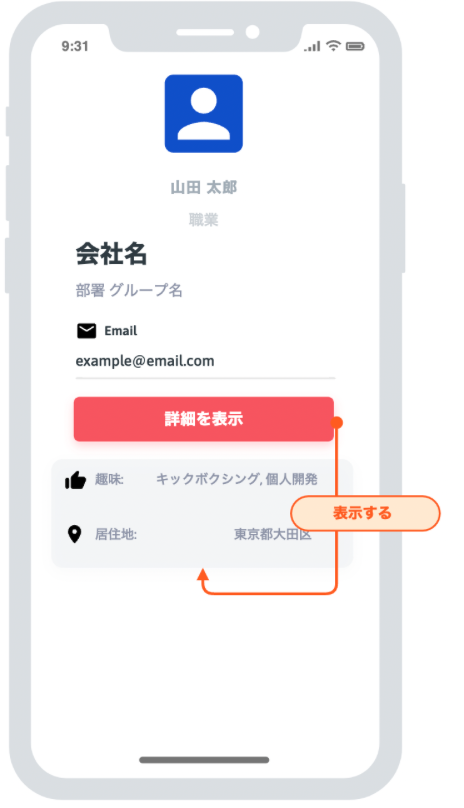 9:31
山田 太郎
職業
会社名
部署 グループ名
Email
example@email.com
詳細を表示
趣味: キックボクシング, 個人開発
表示する
居住地: 東京都大田区